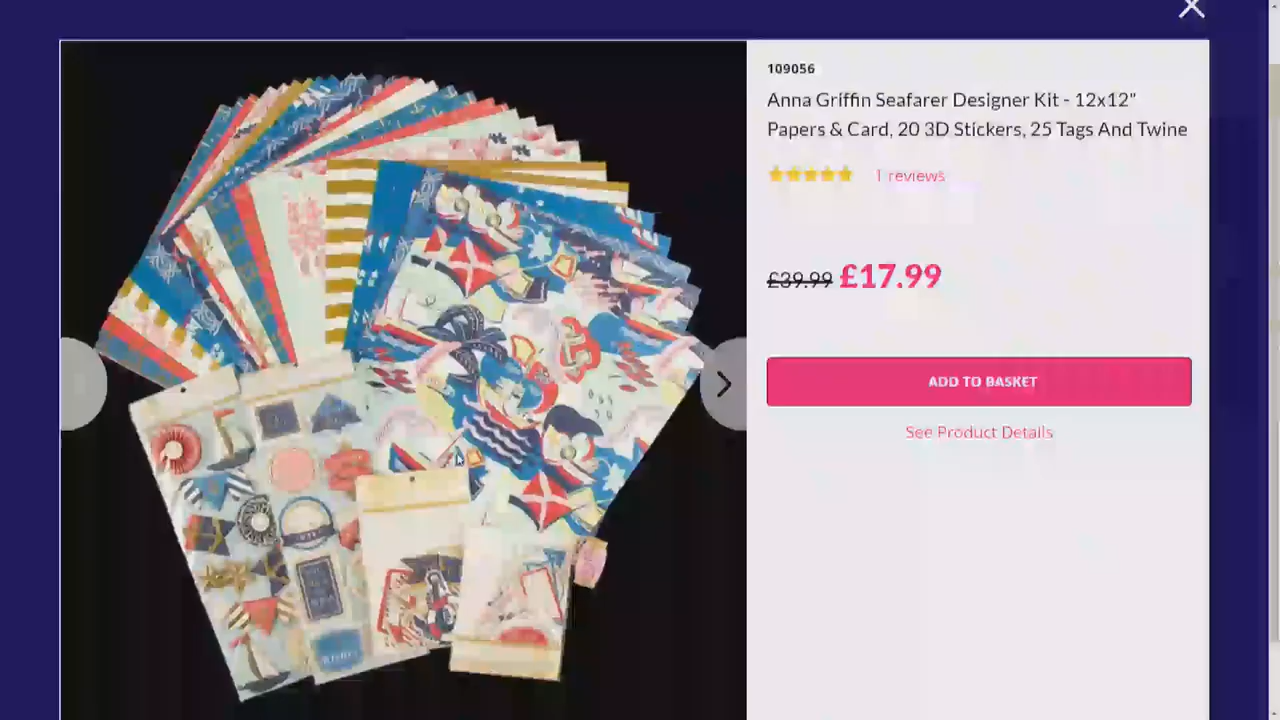 109056
Anna Griffin Seafarer Designer Kit - 12x12"
Papers & Card, 20 3D Stickers, 25 Tags And Twine
1 reviews
£39.99 £17.99
ADD TO BASKET
See Product Details